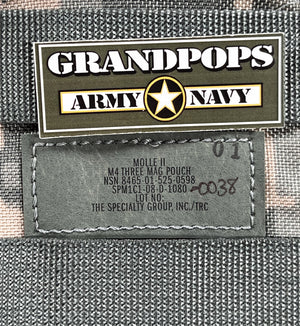 GRANDPOPS
ARMY NAVY
01
MOLLE II
M4 THREE MAG POUCH
NSN 8465-01-525-0598
SPM1C1-08-D-1080 -0038
LOT NO:
THE SPECIALTY GROUP, INC./TRC